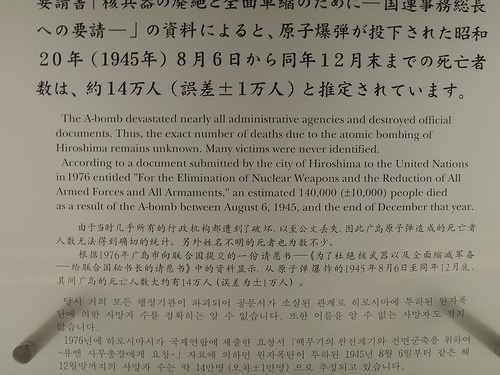 要請書「核兵器の廃絶と全面軍縮のために―国連事務総長
への要請―」の資料によると、原子爆弾が投下された昭和
20年（1945年）8月6日から同年12月末までの死亡者
数は、約14万人（誤差±1万人）と推定されています。
The A-bomb devastated nearly all administrative agencies and destroyed official
documents. Thus, the exact number of deaths due to the atomic bombing of
Hiroshima remains unknown. Many victims were never identified.
According to a document submitted by the city of Hiroshima to the United Nations
in 1976 entitled "For the Elimination of Nuclear Weapons and the Reduction of All
Armed Forces and All Armaments," an estimated 140,000 (±10,000) people died
as a result of the A-bomb between August 6, 1945, and the end of December that year.
由于当时几乎所有的行政机构都遭到了破坏，以至公文丢失，因此广岛原子弹造成的死亡者
人数无法得到确切的统计。另外姓名不明的死者也为数不少。
根据1976年广岛市向联合国提交的一份请愿书—《为了杜绝核武器以及全面缩减军备
—给联合国秘书长的请愿书》中的资料显示，从原子弹爆炸的1945年8月6日至同年12月底，
其间广岛的死亡人数大约有14万人（误差为±1万）。
당시 거의 모든 행정기관이 파괴되어 공문서가 소실된 관계로 히로시마에 투하된 원자폭
탄에 의한 사망자 수를 정확히는 알 수 없습니다. 또한 이름을 알 수 없는 사망자도 적지
않습니다.
1976년에 히로시마시가 국제연합에 제출한 요청서「핵무기의 완전폐기와 전면군축을 위하여
-유엔 사무총장에게 요청-」자료에 의하면 원자폭탄이 투하된 1945년 8월 6일부터 같은 해
12월말까지의 사망자 수는 약 14만명 (오차±1만명) 으로 추정되고 있습니다.